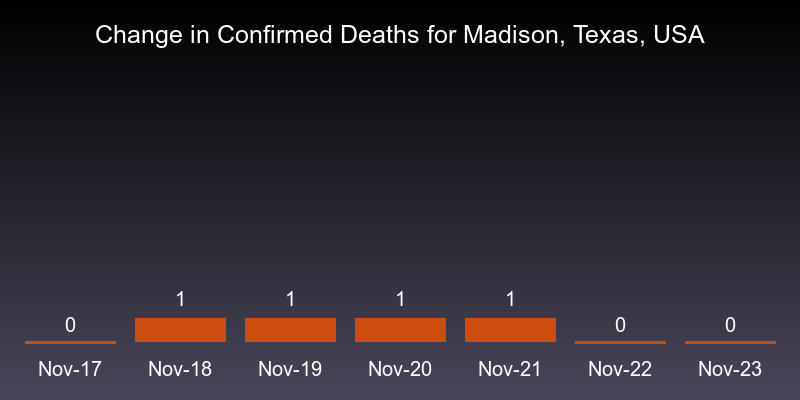 Change in Confirmed Deaths for Madison, Texas, USA
0 1 1 1 1 0 0
Nov-17 Nov-18 Nov-19 Nov-20 Nov-21 Nov-22 Nov-23